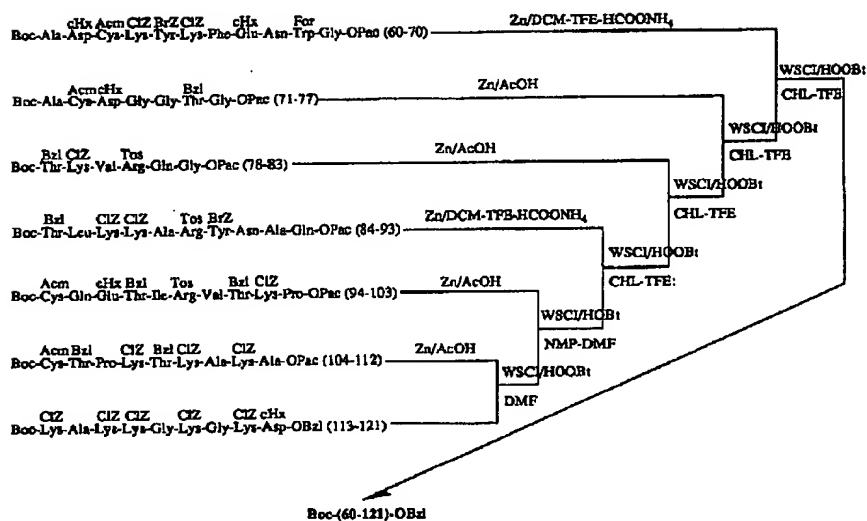 cHx Acm ClZ BrZ ClZ cHx For
Boc-Ala-Asp-Cys-Lys-Tyr-Lys-Phe-Glu-Asn-Trp-Gly-OPac (60-70)
Zn/DCM-TFE-HCOONH4
WSCI/HOOBt
CHL-TFE
Acm cHx Bzl
Boc-Ala-Cys-Asp-Gly-Gly-Thr-Gly-OPac (71-77)
Zn/AcOH
WSCI/HOOBt
CHL-TFE
Bzl ClZ Tos
Boc-Thr-Lys-Val-Arg-Gln-Gly-OPac (78-83)
Zn/AcOH
WSCI/HOOBt
CHL-TFE
Bzl ClZ ClZ Tos BrZ
Boc-Thr-Leu-Lys-Lys-Ala-Arg-Tyr-Asn-Ala-Gln-OPac (84-93)
Zn/DCM-TFE-HCOONH4
WSCI/HOOBt
CHL-TFE:
Acm cHx Bzl Tos Bzl ClZ
Boc-Cys-Gln-Glu-Thr-Ile-Arg-Val-Thr-Lys-Pro-OPac (94-103)
Zn/AcOH
WSCI/HOBt
NMP-DMF
Acm Bzl ClZ Bzl ClZ ClZ
Boc-Cys-Thr-Pro-Lys-Thr-Lys-Ala-Lys-Ala-OPac (104-112)
Zn/AcOH
WSCI/HOOBt
DMF
ClZ ClZ ClZ ClZ ClZ cHx
Boc-Lys-Ala-Lys-Lys-Gly-Lys-Gly-Lys-Asp-OBzl (113-121)
Boc-(60-121)-OBzl